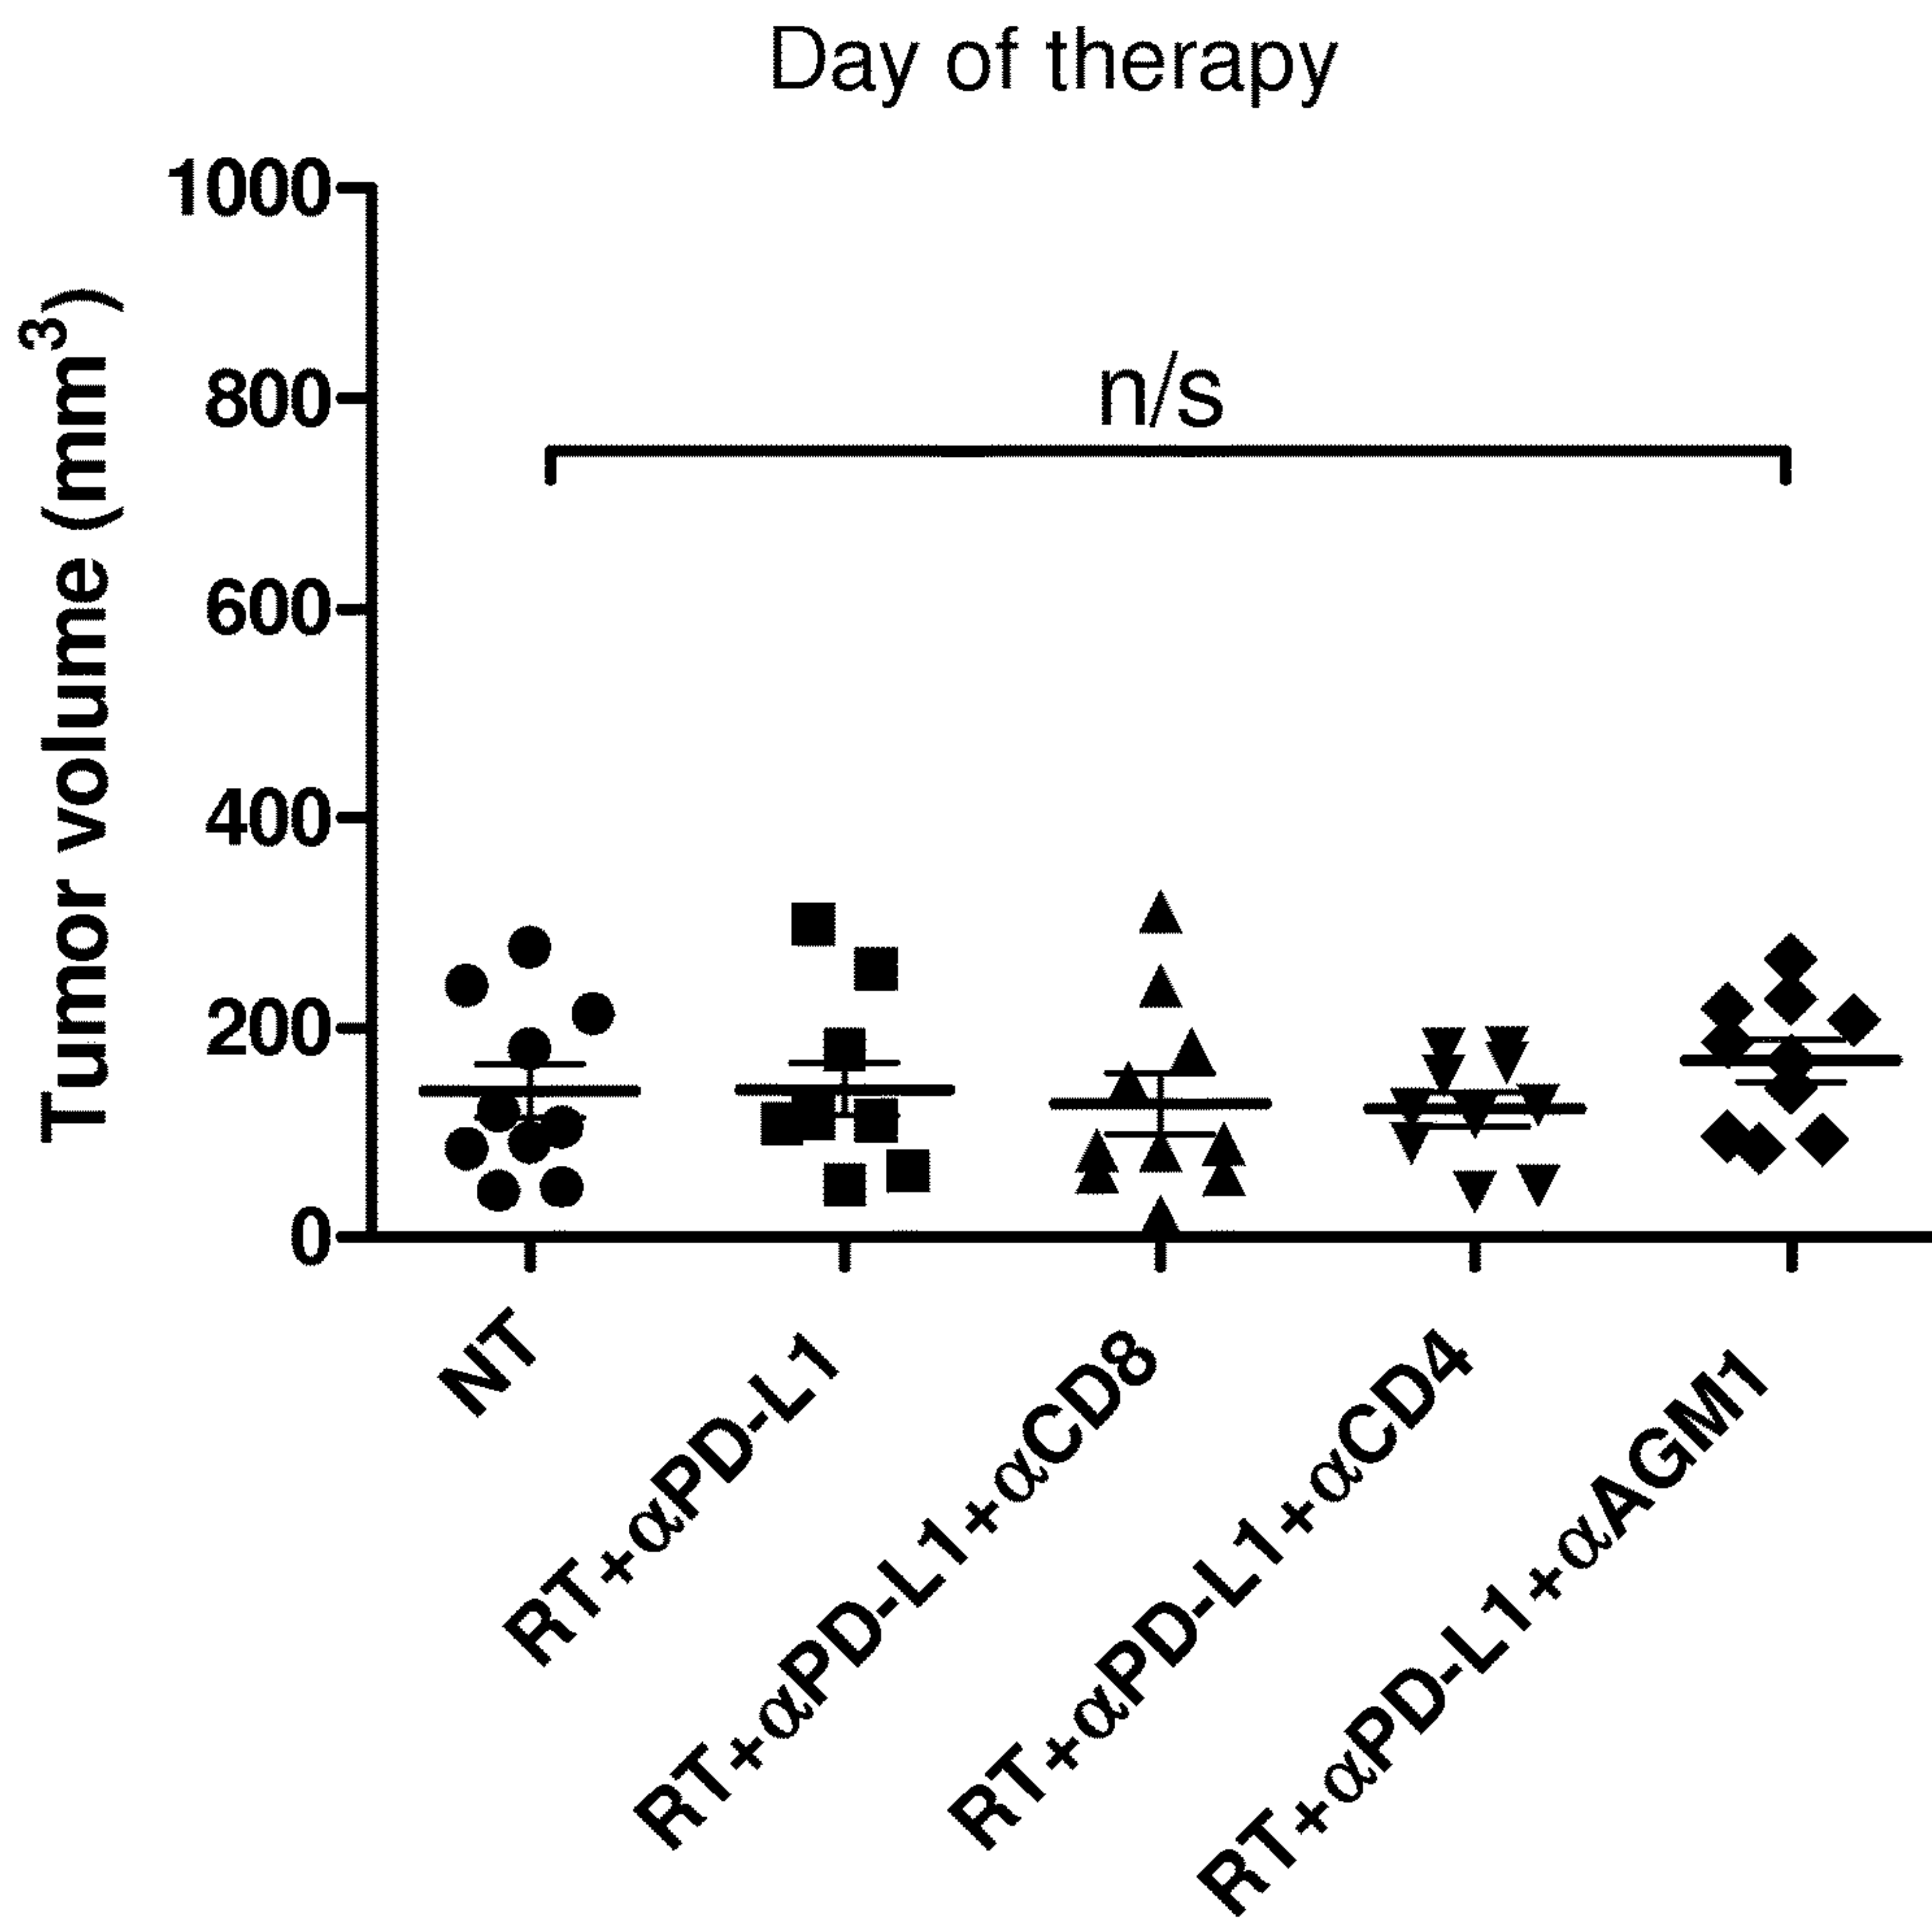 Day of therapy
Tumor volume (mm³)
1000
800
600
400
200
0
n/s
NT
RT+αPD-L1
RT+αPD-L1+αCD8
RT+αPD-L1+αCD4
RT+αPD-L1+αAGM1